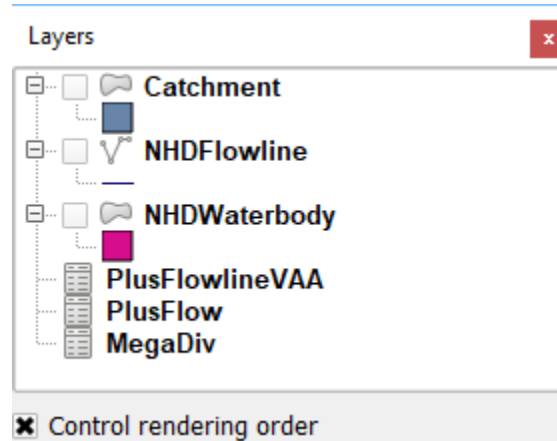 Layers
x
Catchment
NHDFlowline
NHDWaterbody
PlusFlowlineVAA
PlusFlow
MegaDiv
Control rendering order